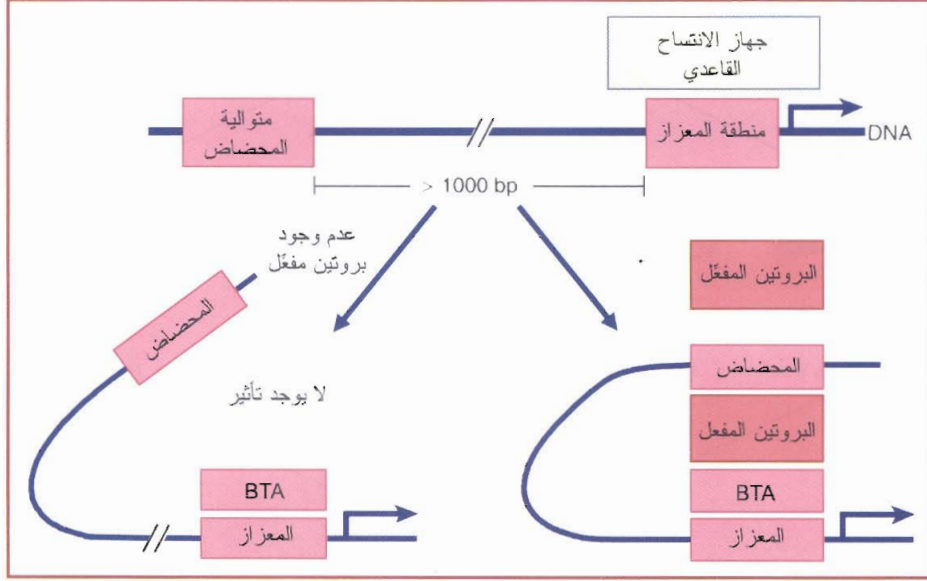 جهاز الانتساح
القاعدي
متوالية
المحضاض
منطقة المعزاز
DNA
> 1000 bp
عدم وجود
بروتين مفعّل
البروتين المفعّل
المحضاض
لا يوجد تأثير
المحضاض
البروتين المفعل
BTA
BTA
المعزاز
المعزاز